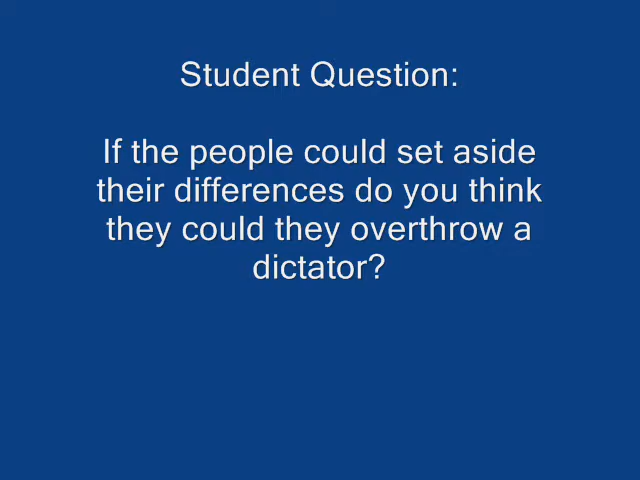 Student Question:
If the people could set aside
their differences do you think
they could they overthrow a
dictator?